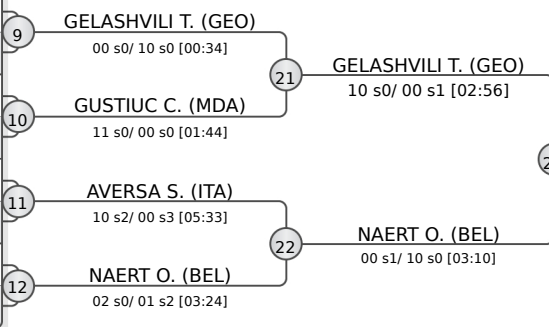 9
GELASHVILI T. (GEO)
00 s0/ 10 s0 [00:34]
21
GELASHVILI T. (GEO)
10 s0/ 00 s1 [02:56]
10
GUSTIUC C. (MDA)
11 s0/ 00 s0 [01:44]
11
AVERSA S. (ITA)
10 s2/ 00 s3 [05:33]
22
NAERT O. (BEL)
00 s1/ 10 s0 [03:10]
12
NAERT O. (BEL)
02 s0/ 01 s2 [03:24]